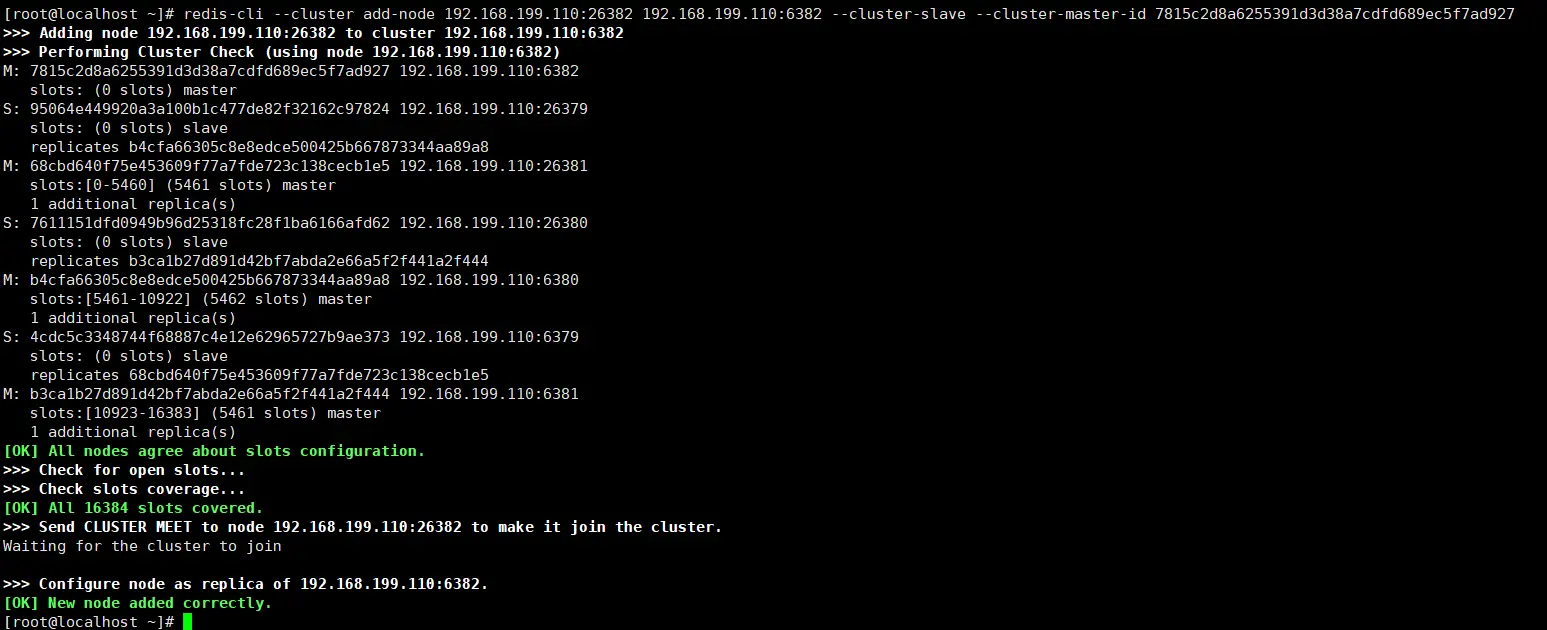 [root@localhost ~]# redis-cli --cluster add-node 192.168.199.110:26382 192.168.199.110:6382 --cluster-slave --cluster-master-id 7815c2d8a6255391d3d38a7cdfd689ec5f7ad927
>>> Adding node 192.168.199.110:26382 to cluster 192.168.199.110:6382
>>> Performing Cluster Check (using node 192.168.199.110:6382)
M: 7815c2d8a6255391d3d38a7cdfd689ec5f7ad927 192.168.199.110:6382
   slots: (0 slots) master
S: 95064e449920a3a100b1c477de82f32162c97824 192.168.199.110:26379
   slots: (0 slots) slave
   replicates b4cfa66305c8e8edce500425b667873344aa89a8
M: 68cbd640f75e453609f77a7fde723c138cecb1e5 192.168.199.110:26381
   slots:[0-5460] (5461 slots) master
   1 additional replica(s)
S: 7611151dfd0949b96d25318fc28f1ba6166afd62 192.168.199.110:26380
   slots: (0 slots) slave
   replicates b3ca1b27d891d42bf7abda2e66a5f2f441a2f444
M: b4cfa66305c8e8edce500425b667873344aa89a8 192.168.199.110:6380
   slots:[5461-10922] (5462 slots) master
   1 additional replica(s)
S: 4cdc5c3348744f68887c4e12e62965727b9ae373 192.168.199.110:6379
   slots: (0 slots) slave
   replicates 68cbd640f75e453609f77a7fde723c138cecb1e5
M: b3ca1b27d891d42bf7abda2e66a5f2f441a2f444 192.168.199.110:6381
   slots:[10923-16383] (5461 slots) master
   1 additional replica(s)
[OK] All nodes agree about slots configuration.
>>> Check for open slots...
>>> Check slots coverage...
[OK] All 16384 slots covered.
>>> Send CLUSTER MEET to node 192.168.199.110:26382 to make it join the cluster.
Waiting for the cluster to join
>>> Configure node as replica of 192.168.199.110:6382.
[OK] New node added correctly.
[root@localhost ~]#